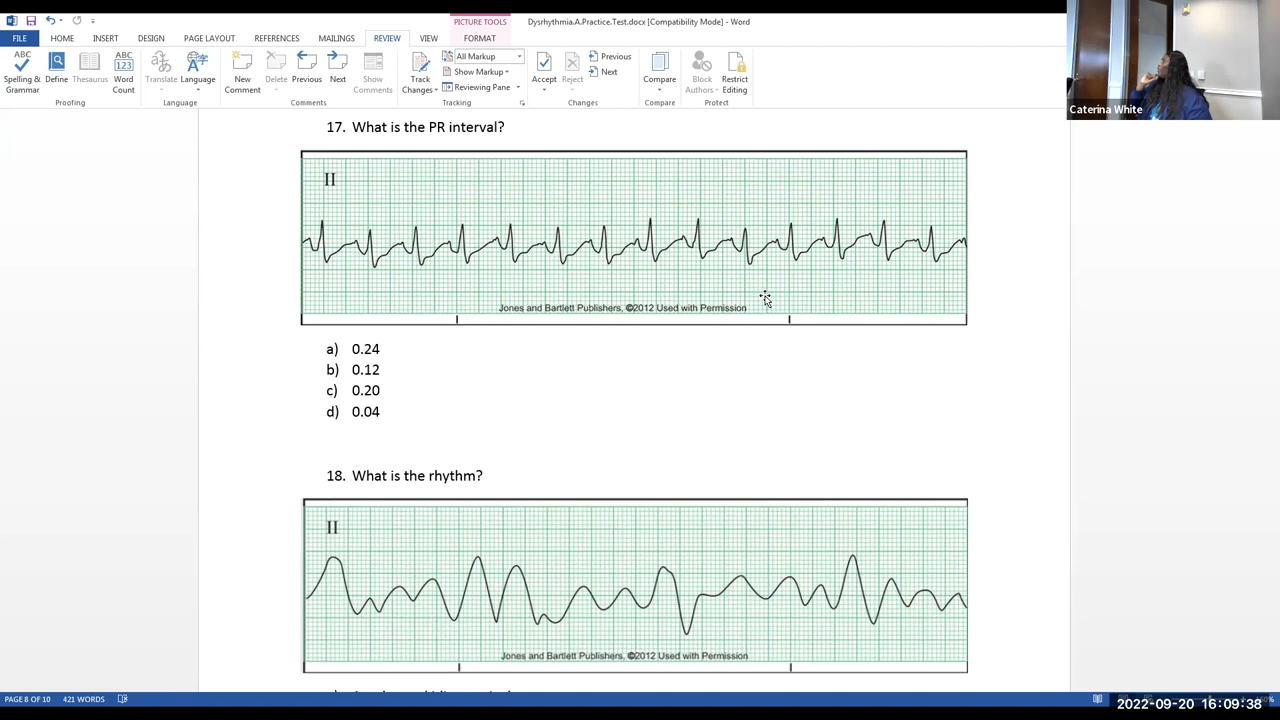 Dysrhythmia.A.Practice.Test.docx [Compatibility Mode] - Word
PICTURE TOOLS
FILE HOME INSERT DESIGN PAGE LAYOUT REFERENCES MAILINGS REVIEW VIEW FORMAT
Spelling & Grammar
Define
Thesaurus
Word Count
Proofing
Translate
Language
Language
New Comment
Delete
Previous
Next
Show Comments
Comments
Track Changes
All Markup
Show Markup
Reviewing Pane
Tracking
Accept
Reject
Previous
Next
Changes
Compare
Compare
Block Authors
Restrict Editing
Protect
Caterina White
17. What is the PR interval?
II
Jones and Bartlett Publishers, ©2012 Used with Permission
a) 0.24
b) 0.12
c) 0.20
d) 0.04
18. What is the rhythm?
II
Jones and Bartlett Publishers, ©2012 Used with Permission
PAGE 8 OF 10 421 WORDS
2022-09-20 16:09:38